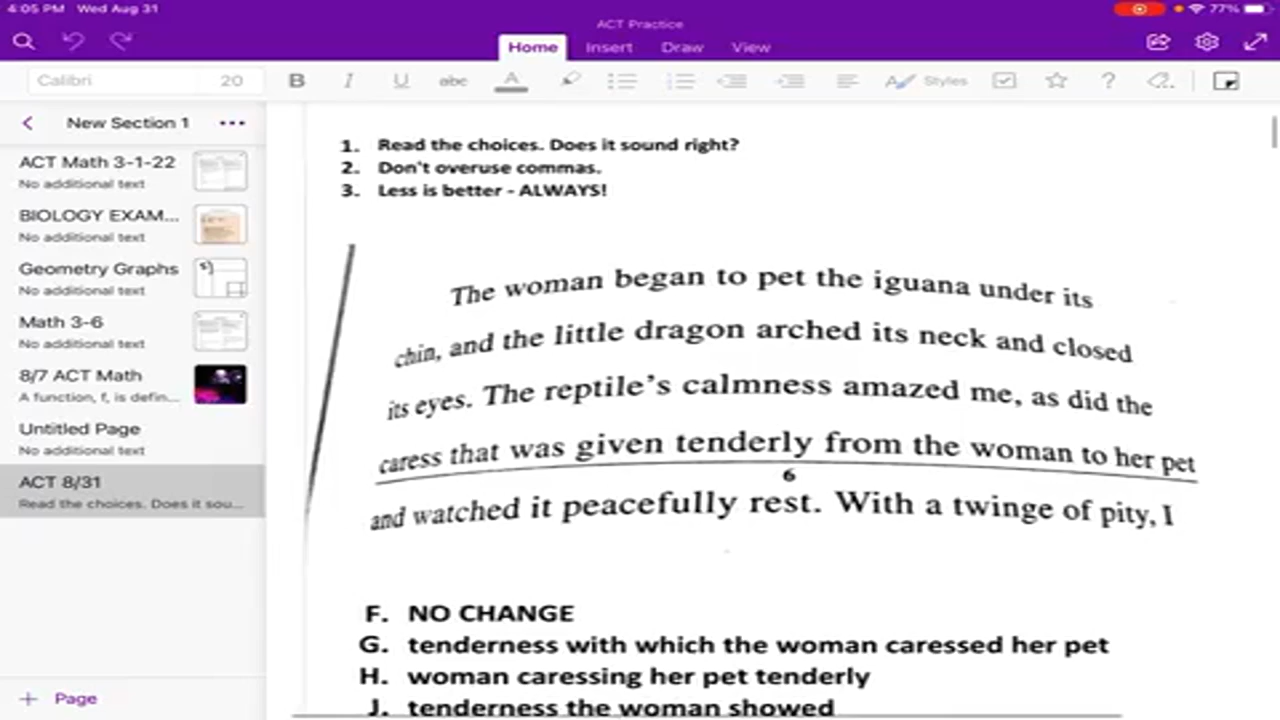 4:05 PM Wed Aug 31
77%
ACT Practice
Home Insert Draw View
Calibri 20 B I U abc A Styles ?
New Section 1
ACT Math 3-1-22
No additional text
BIOLOGY EXAM...
No additional text
Geometry Graphs
No additional text
Math 3-6
No additional text
8/7 ACT Math
A function, f, is defin...
Untitled Page
No additional text
ACT 8/31
Read the choices. Does it sou...
+ Page
1. Read the choices. Does it sound right?
2. Don't overuse commas.
3. Less is better - ALWAYS!
The woman began to pet the iguana under its
chin, and the little dragon arched its neck and closed
its eyes. The reptile's calmness amazed me, as did the
caress that was given tenderly from the woman to her pet
6
and watched it peacefully rest. With a twinge of pity, I
F. NO CHANGE
G. tenderness with which the woman caressed her pet
H. woman caressing her pet tenderly
J. tenderness the woman showed